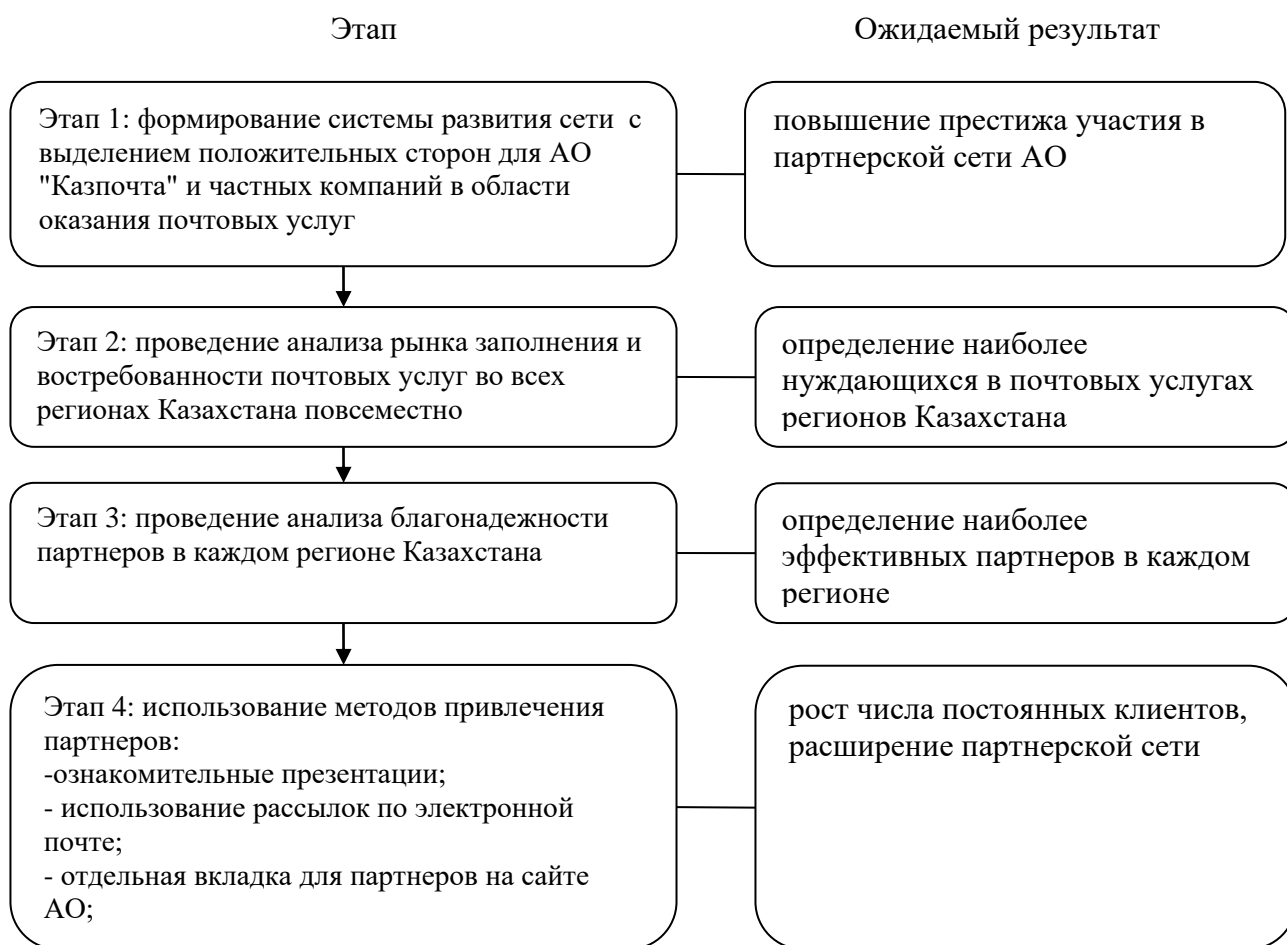 Этап
Ожидаемый результат
Этап 1: формирование системы развития сети с
выделением положительных сторон для АО
"Казпочта" и частных компаний в области
оказания почтовых услуг
повышение престижа участия в
партнерской сети АО
Этап 2: проведение анализа рынка заполнения и
востребованности почтовых услуг во всех
регионах Казахстана повсеместно
определение наиболее
нуждающихся в почтовых услугах
регионов Казахстана
Этап 3: проведение анализа благонадежности
партнеров в каждом регионе Казахстана
определение наиболее
эффективных партнеров в каждом
регионе
Этап 4: использование методов привлечения
партнеров:
-ознакомительные презентации;
- использование рассылок по электронной
почте;
- отдельная вкладка для партнеров на сайте
АО;
рост числа постоянных клиентов,
расширение партнерской сети